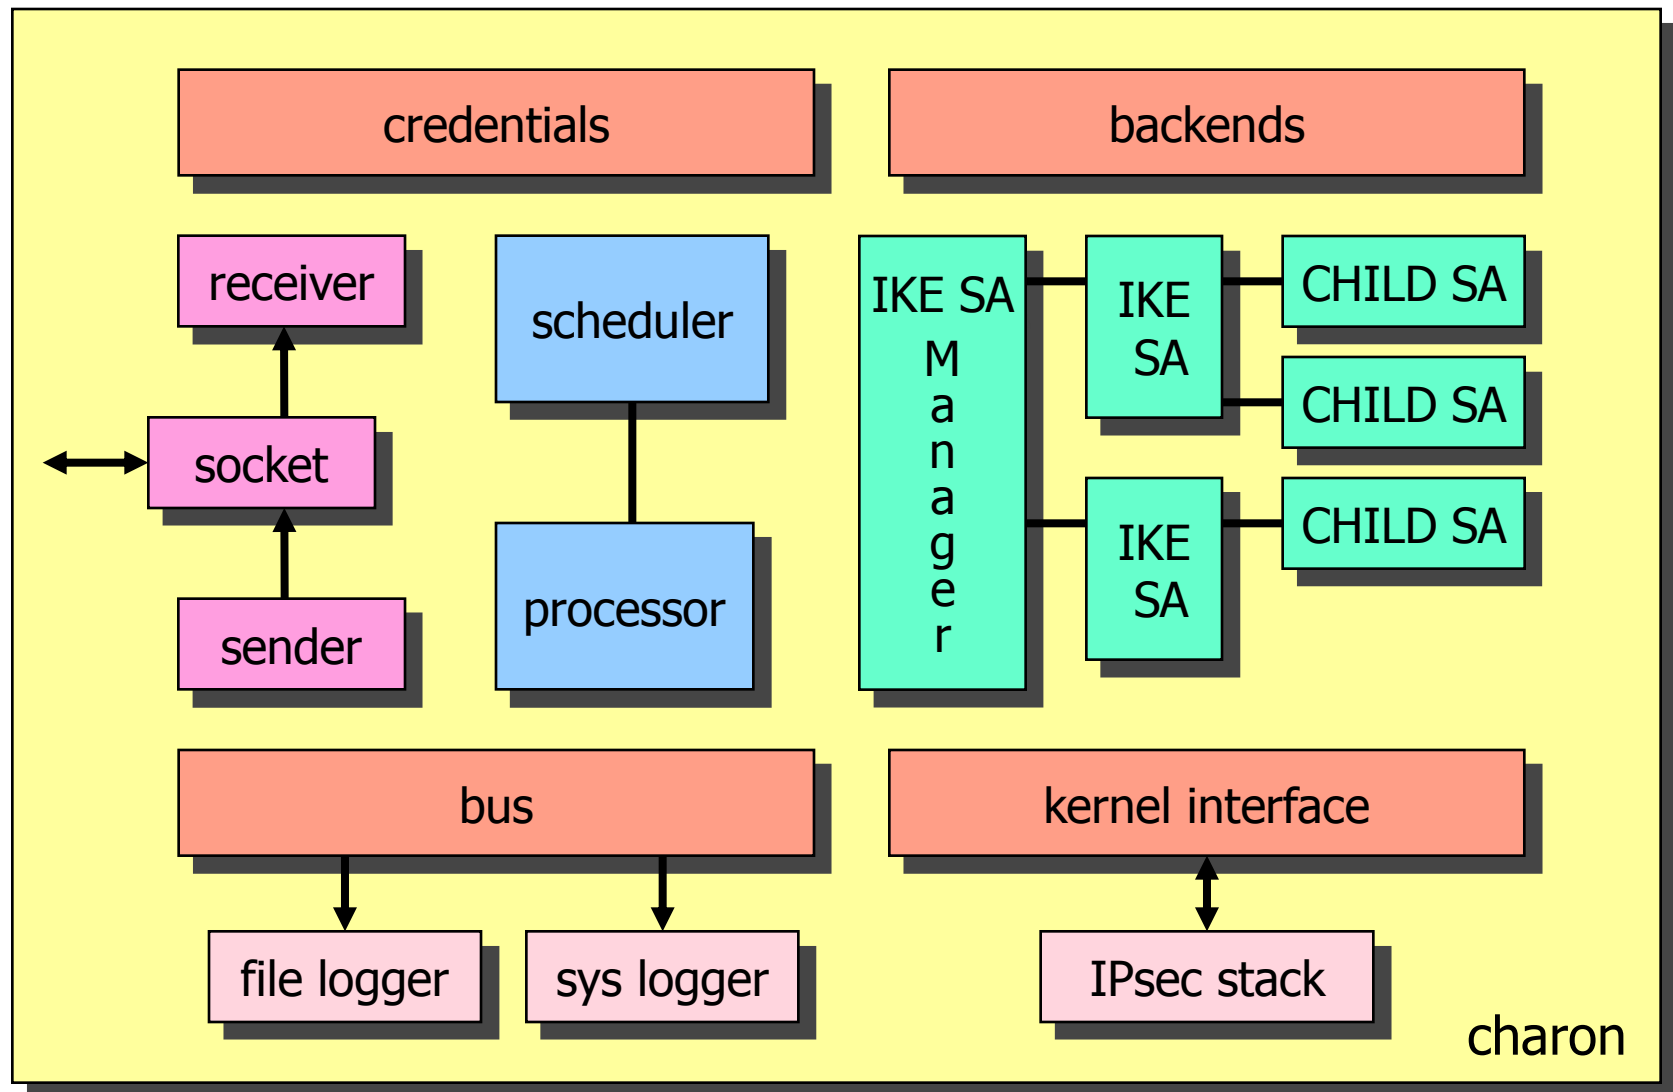 credentials
backends
receiver
scheduler
socket
processor
sender
IKE SA
M
a
n
a
g
e
r
IKE
SA
CHILD SA
CHILD SA
IKE
SA
CHILD SA
bus
kernel interface
file logger
sys logger
IPsec stack
charon